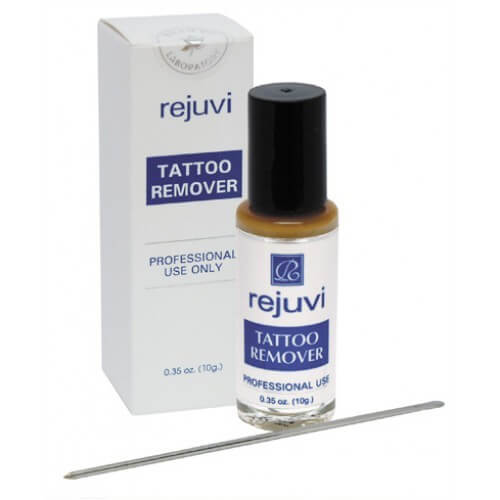 LABORATORY
rejuvi
TATTOO
REMOVER
PROFESSIONAL
USE ONLY
0.35 oz. (10g.)
R
rejuvi
TATTOO
REMOVER
PROFESSIONAL USE
0.35 oz. (10g.)